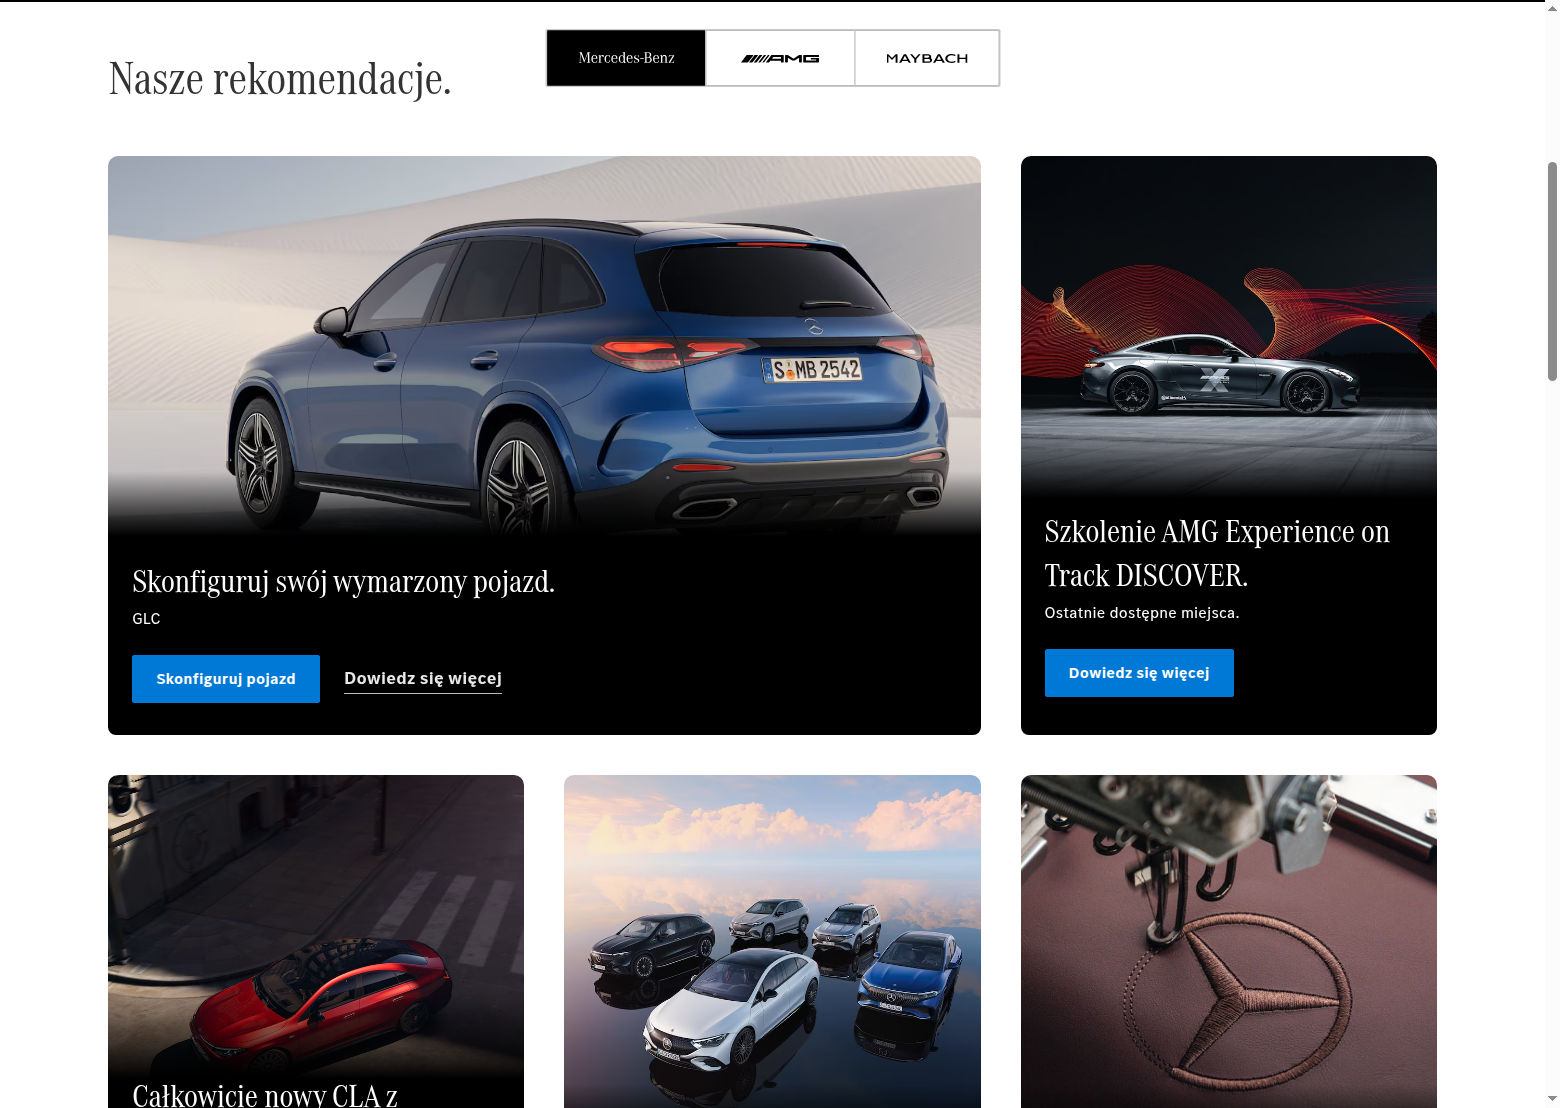 Nasze rekomendacje.
Mercedes-Benz
AMG
MAYBACH
S MB 2542
Skonfiguruj swój wymarzony pojazd.
GLC
Skonfiguruj pojazd
Dowiedz się więcej
Szkolenie AMG Experience on
Track DISCOVER.
Ostatnie dostępne miejsca.
Dowiedz się więcej
Całkowicie nowy CLA z